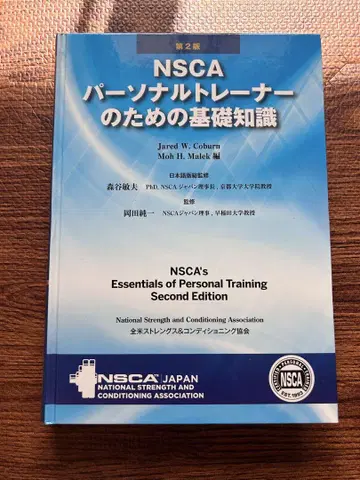 第2版
NSCA
パーソナルトレーナー
のための基礎知識
Jared W. Coburn
Moh H. Malek 編
日本語版総監修
森谷敏夫 PhD, NSCAジャパン理事長, 京都大学大学院教授
監修
岡田純一 NSCAジャパン理事, 早稲田大学教授
NSCA's
Essentials of Personal Training
Second Edition
National Strength and Conditioning Association
全米ストレングス&コンディショニング協会
NSCA JAPAN
NATIONAL STRENGTH AND
CONDITIONING ASSOCIATION
CERTIFIED PERSONAL TRAINER
NSCA
EST. 1993